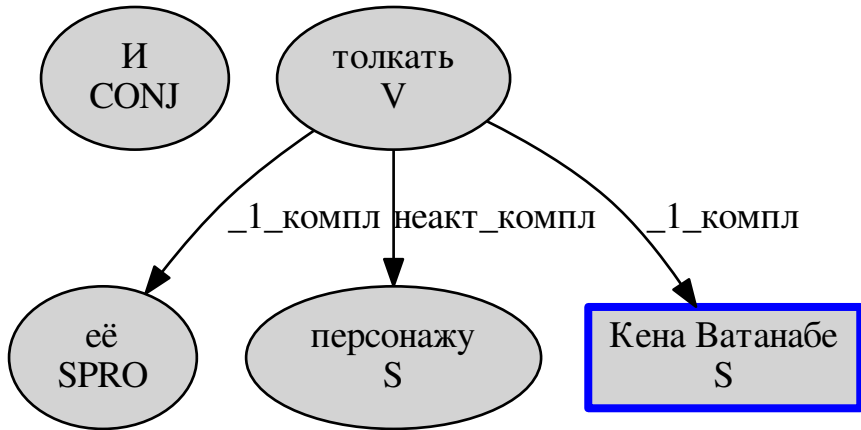 И
CONJ
толкать
V
_1_компл
неакт_компл
_1_компл
её
SPRO
персонажу
S
Кена Ватанабе
S